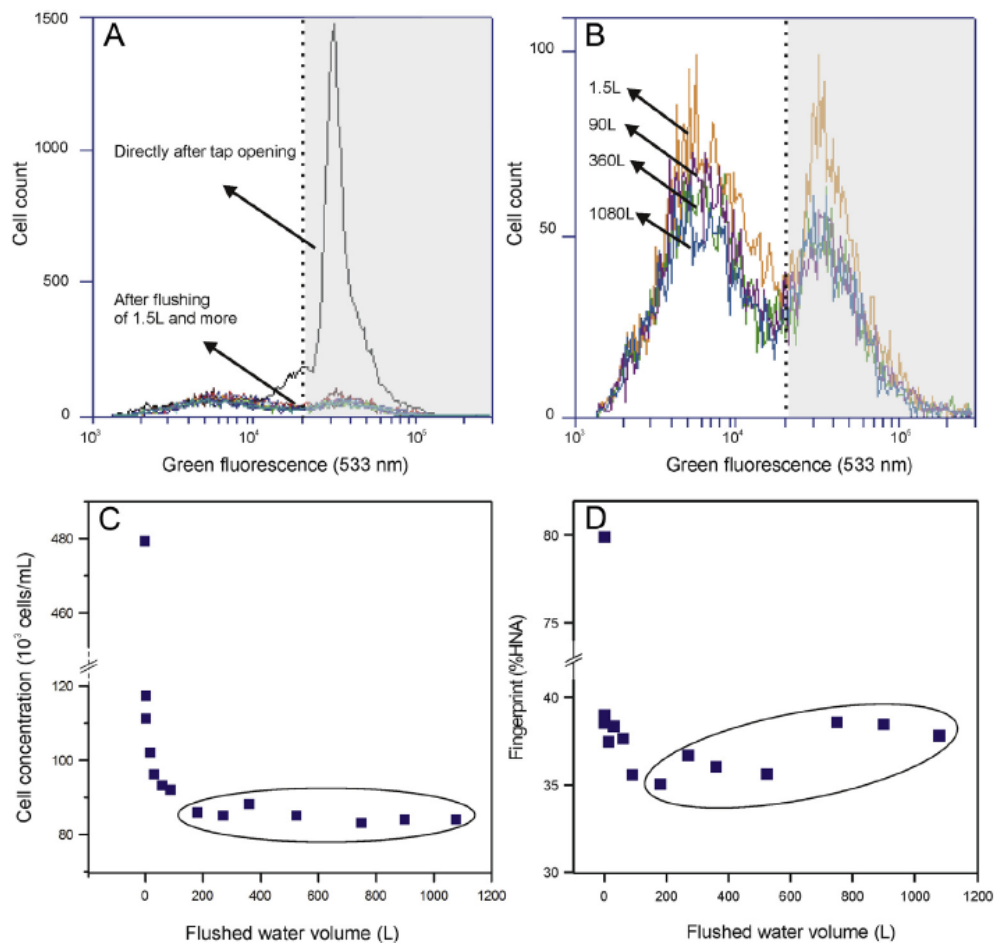 A
1500
1000
500
0
Cell count
Directly after tap opening
After flushing
of 1.5L and more
10³
10⁴
10⁵
Green fluorescence (533 nm)
B
100
50
0
Cell count
1.5L
90L
360L
1080L
10³
10⁴
10⁵
Green fluorescence (533 nm)
C
480
460
120
100
80
Cell concentration (10³ cells/mL)
0 200 400 600 800 1000 1200
Flushed water volume (L)
D
80
75
40
35
30
Fingerprint (%HNA)
0 200 400 600 800 1000 1200
Flushed water volume (L)